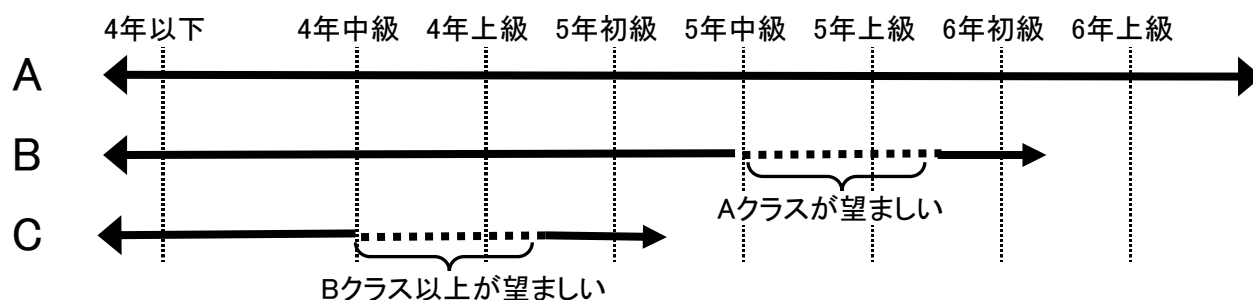 4年以下 4年中級 4年上級 5年初級 5年中級 5年上級 6年初級 6年上級
A
B
Aクラスが望ましい
C
Bクラス以上が望ましい